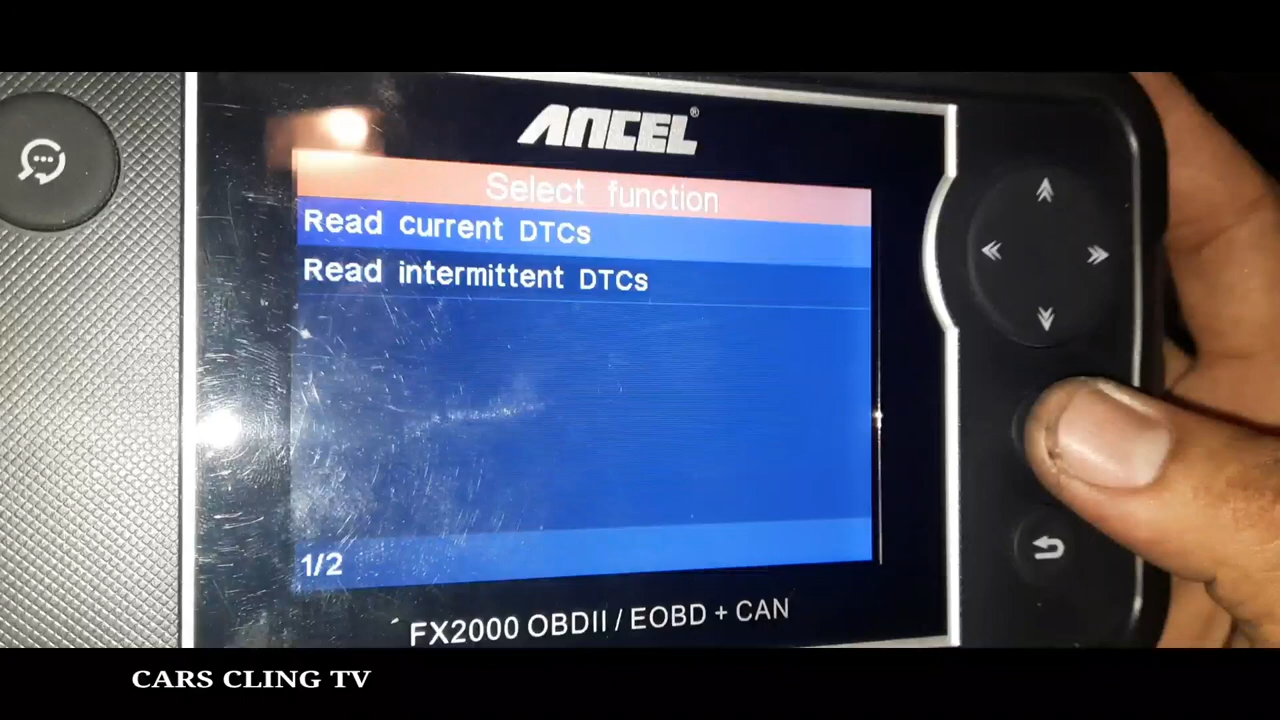 ANCEL®
Select function
Read current DTCs
Read intermittent DTCs
1/2
FX2000 OBDII / EOBD + CAN
CARS CLING TV